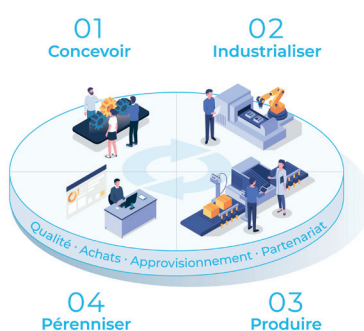 01
Concevoir
02
Industrialiser
Qualité · Achats · Approvisionnement · Partenariat
04
Pérenniser
03
Produire